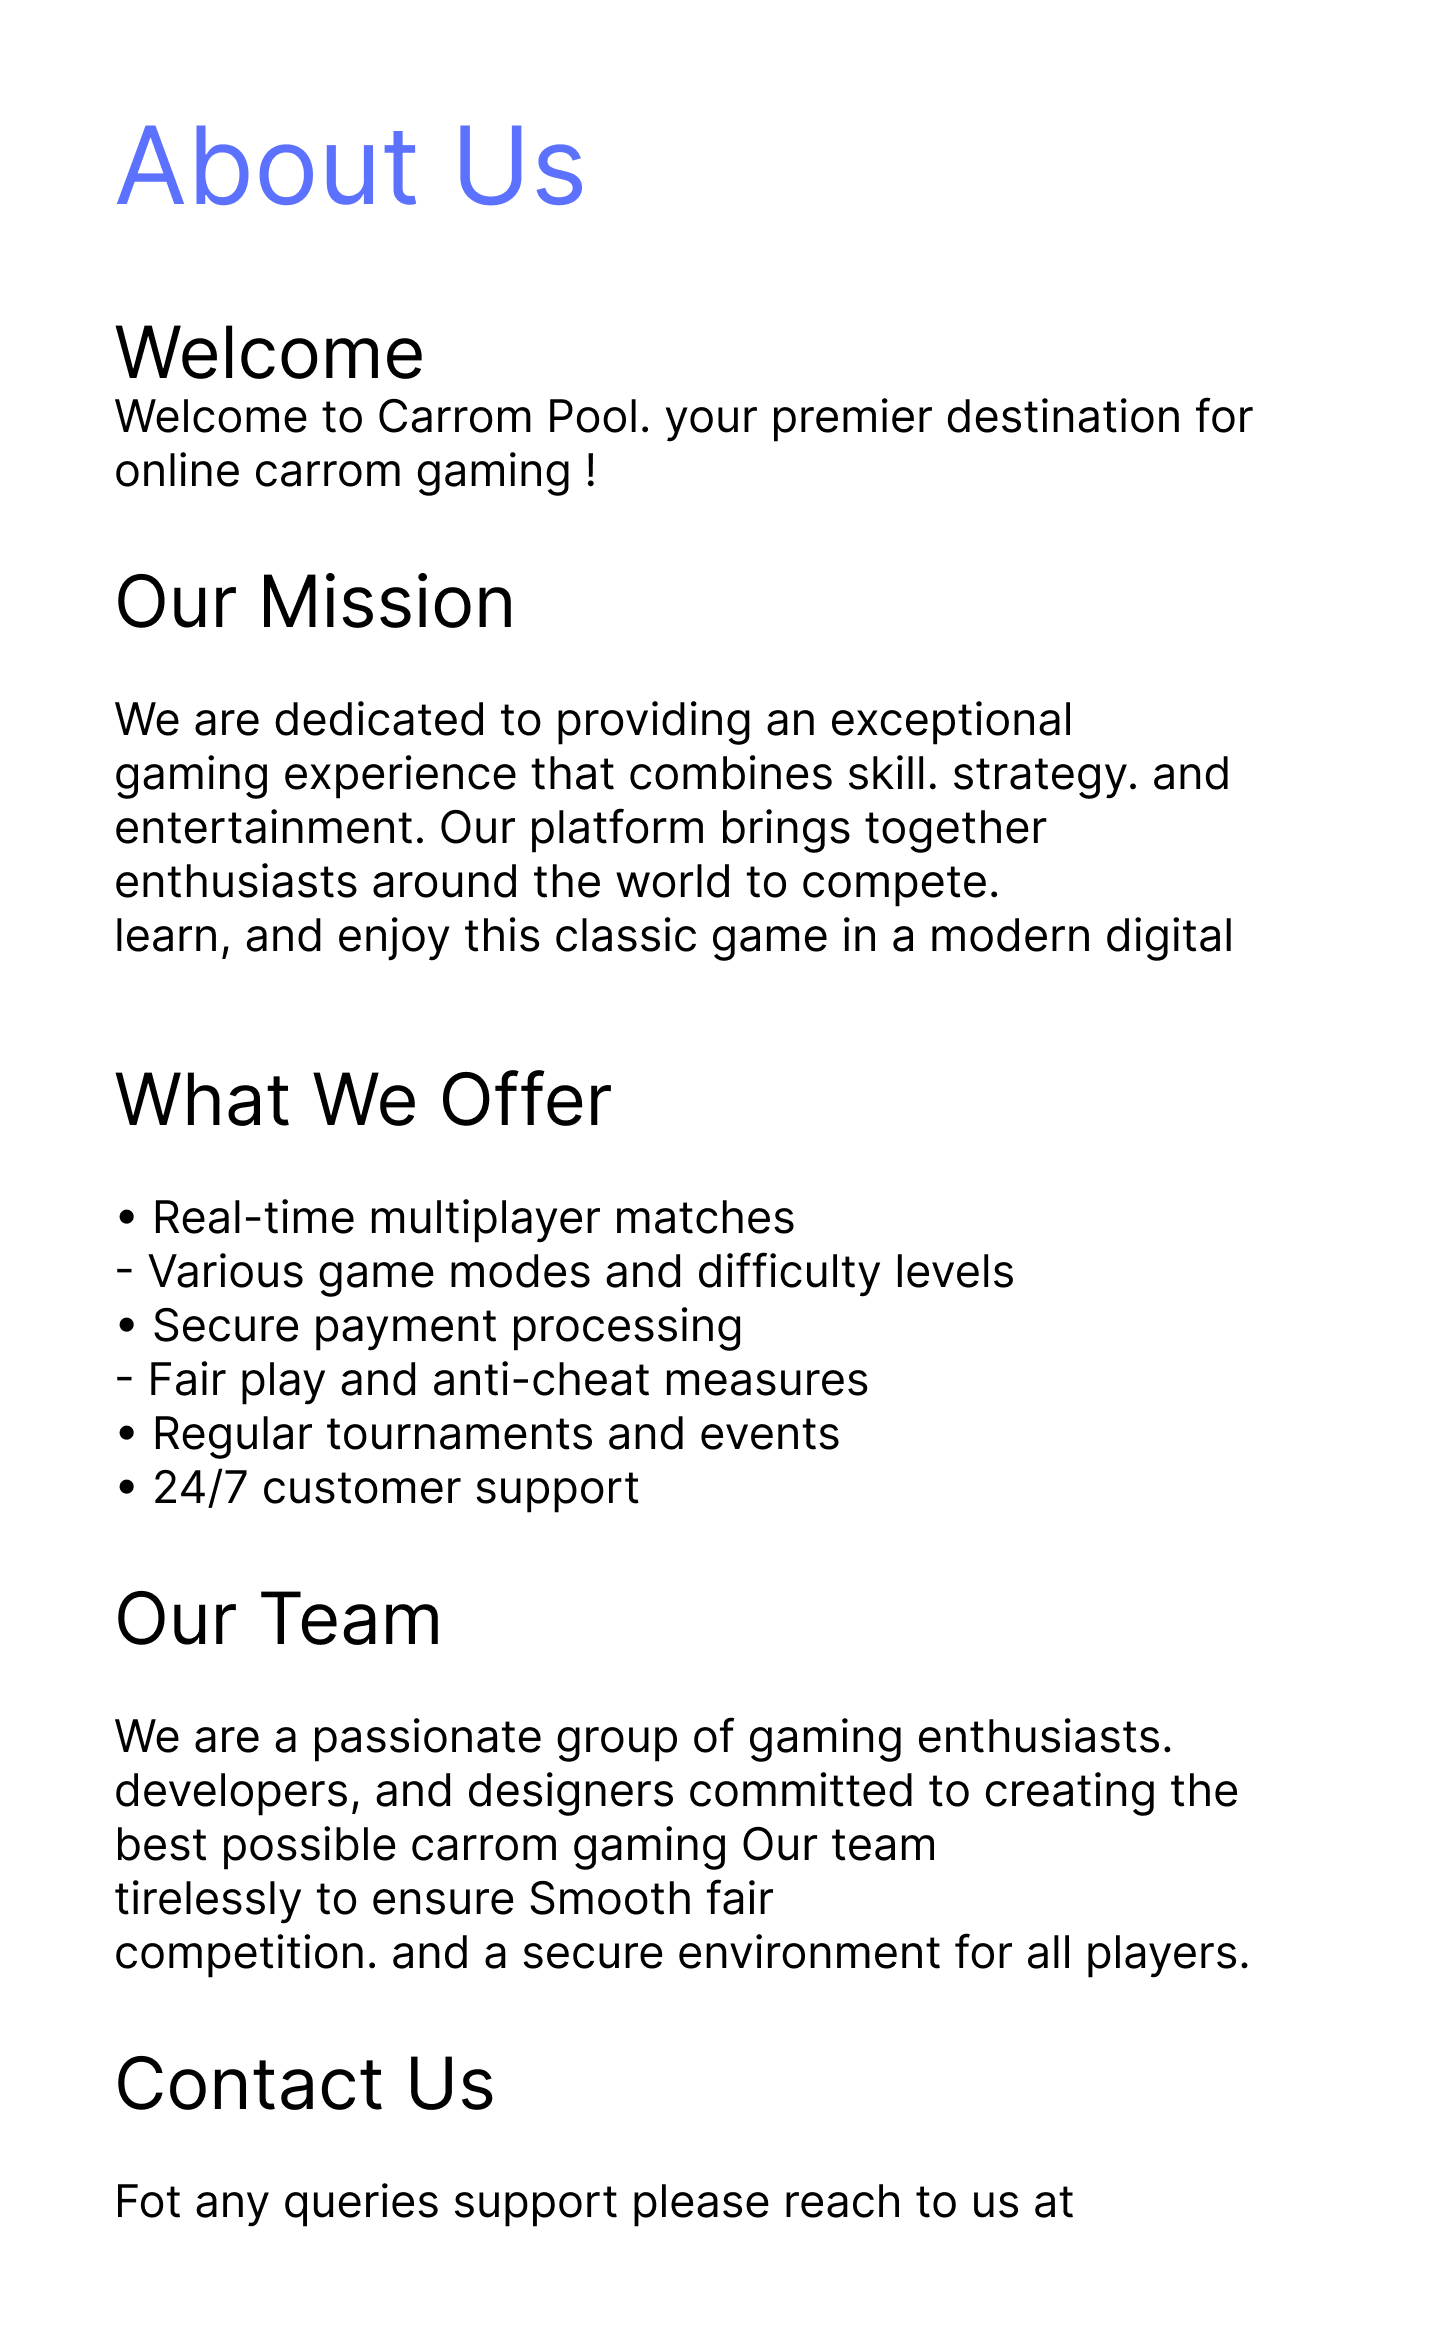 About Us
Welcome
Welcome to Carrom Pool. your premier destination for
online carrom gaming !
Our Mission
We are dedicated to providing an exceptional
gaming experience that combines skill. strategy. and
entertainment. Our platform brings together
enthusiasts around the world to compete.
learn, and enjoy this classic game in a modern digital
What We Offer
• Real-time multiplayer matches
- Various game modes and difficulty levels
• Secure payment processing
- Fair play and anti-cheat measures
• Regular tournaments and events
• 24/7 customer support
Our Team
We are a passionate group of gaming enthusiasts.
developers, and designers committed to creating the
best possible carrom gaming Our team
tirelessly to ensure Smooth fair
competition. and a secure environment for all players.
Contact Us
Fot any queries support please reach to us at